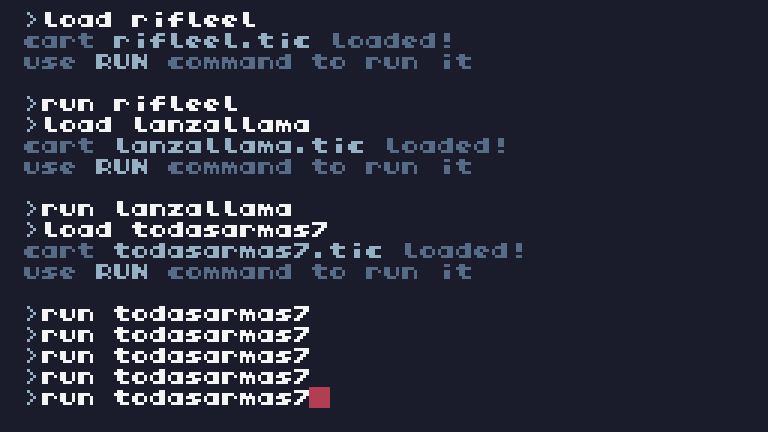 >load rifleel
cart rifleel.tic loaded!
use RUN command to run it
>run rifleel
>load lanzallama
cart lanzallama.tic loaded!
use RUN command to run it
>run lanzallama
>load todasarmas7
cart todasarmas7.tic loaded!
use RUN command to run it
>run todasarmas7
>run todasarmas7
>run todasarmas7
>run todasarmas7
>run todasarmas7